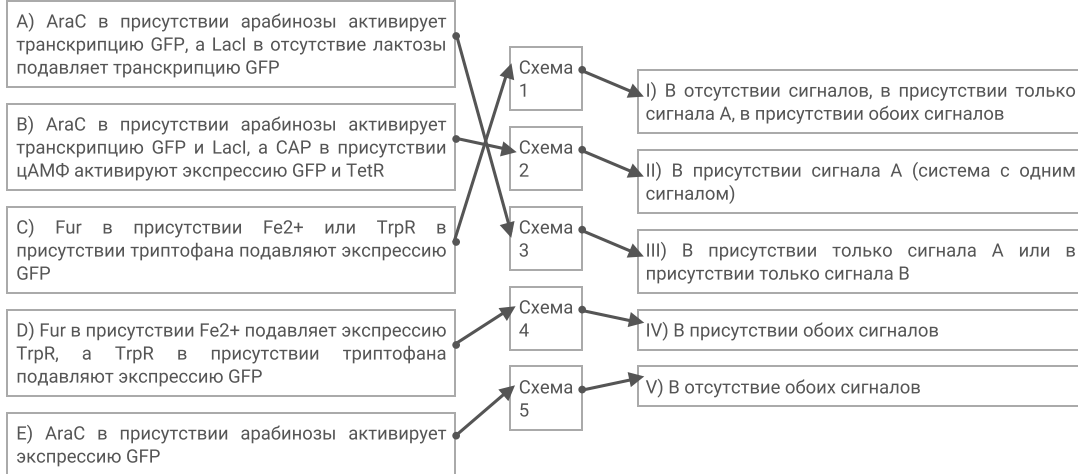 A) AraC в присутствии арабинозы активирует
транскрипцию GFP, а LacI в отсутствие лактозы
подавляет транскрипцию GFP
B) AraC в присутствии арабинозы активирует
транскрипцию GFP и LacI, а CAP в присутствии
цАМФ активируют экспрессию GFP и TetR
C) Fur в присутствии Fe2+ или TrpR в
присутствии триптофана подавляют экспрессию
GFP
D) Fur в присутствии Fe2+ подавляет экспрессию
TrpR, а TrpR в присутствии триптофана
подавляют экспрессию GFP
E) AraC в присутствии арабинозы активирует
экспрессию GFP
Схема
1
Схема
2
Схема
3
Схема
4
Схема
5
I) В отсутствии сигналов, в присутствии только
сигнала А, в присутствии обоих сигналов
II) В присутствии сигнала А (система с одним
сигналом)
III) В присутствии только сигнала А или в
присутствии только сигнала В
IV) В присутствии обоих сигналов
V) В отсутствие обоих сигналов